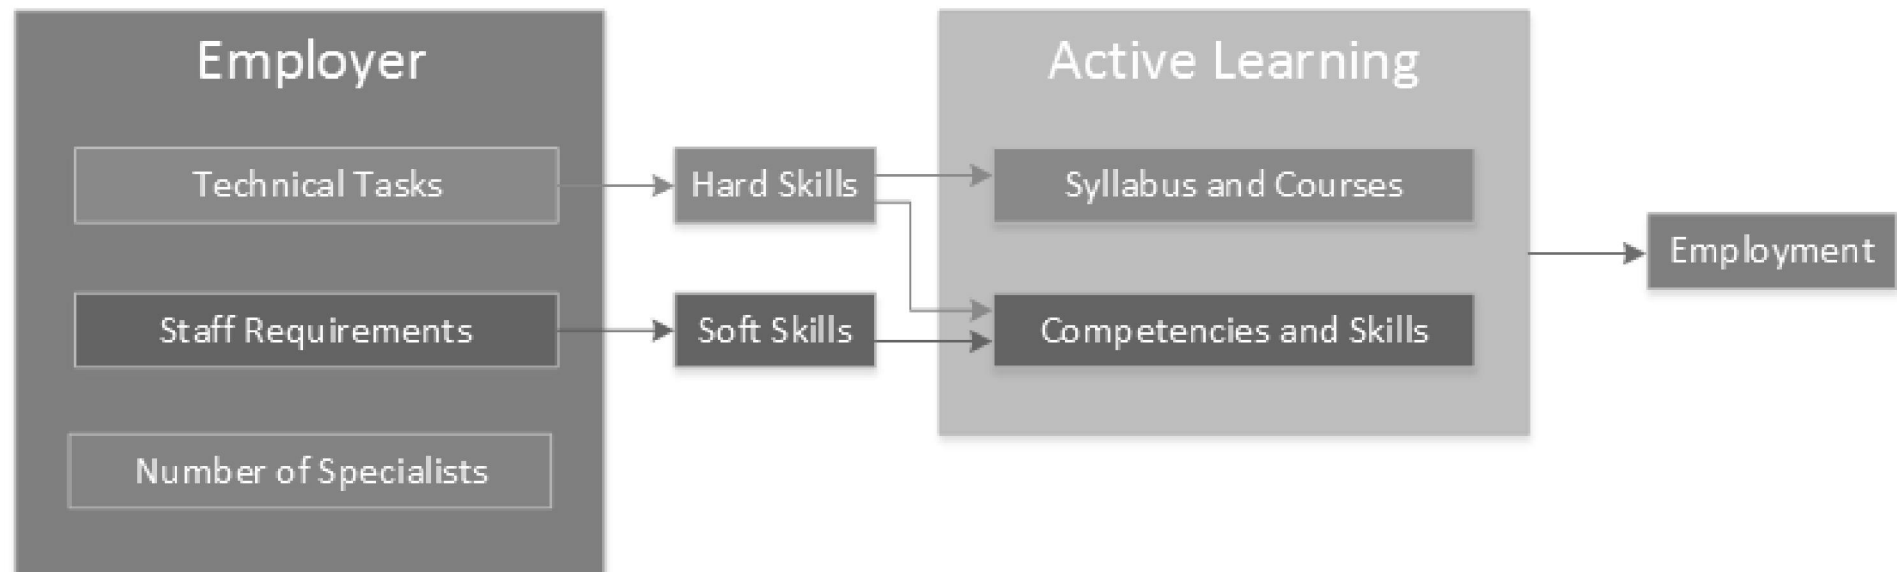 Employer
Technical Tasks
Staff Requirements
Number of Specialists
Hard Skills
Soft Skills
Active Learning
Syllabus and Courses
Competencies and Skills
Employment